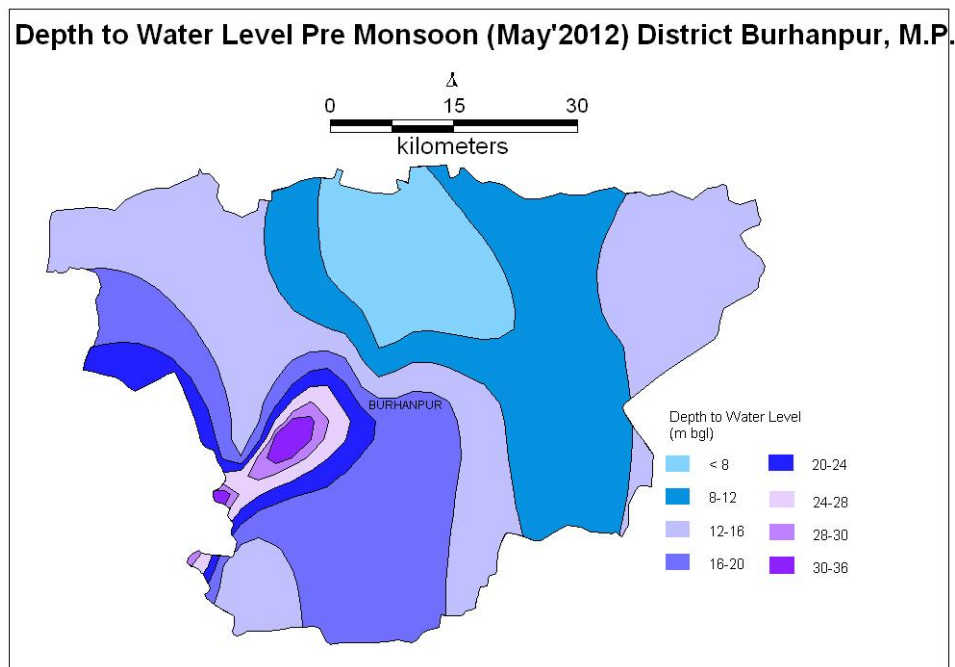 Depth to Water Level Pre Monsoon (May'2012) District Burhanpur, M.P.
0 15 30
kilometers
BURHANPUR
Depth to Water Level
(m bgl)
< 8 20-24
8-12 24-28
12-16 28-30
16-20 30-36